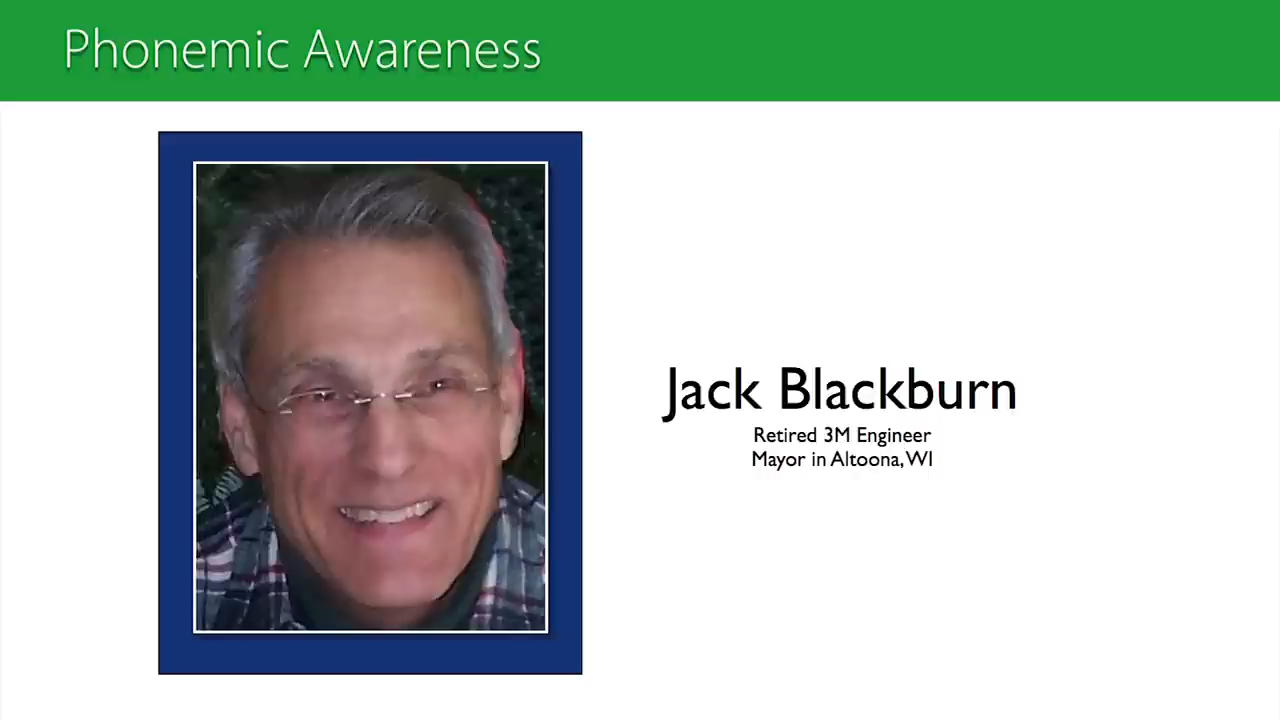 Phonemic Awareness
Jack Blackburn
Retired 3M Engineer
Mayor in Altoona, WI